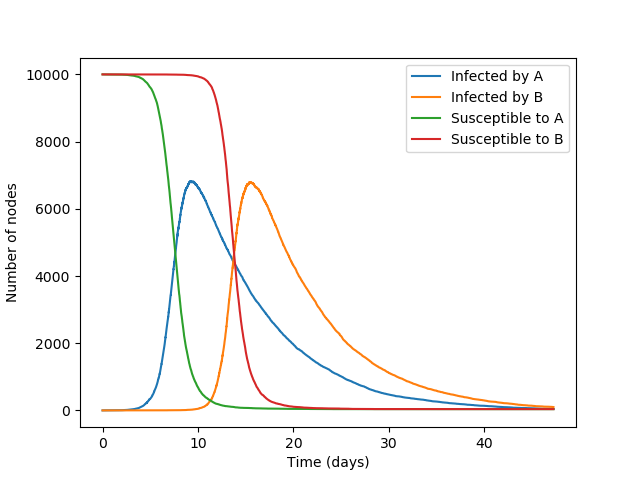 Infected by A
Infected by B
Susceptible to A
Susceptible to B
Number of nodes
10000
8000
6000
4000
2000
0
0 10 20 30 40
Time (days)